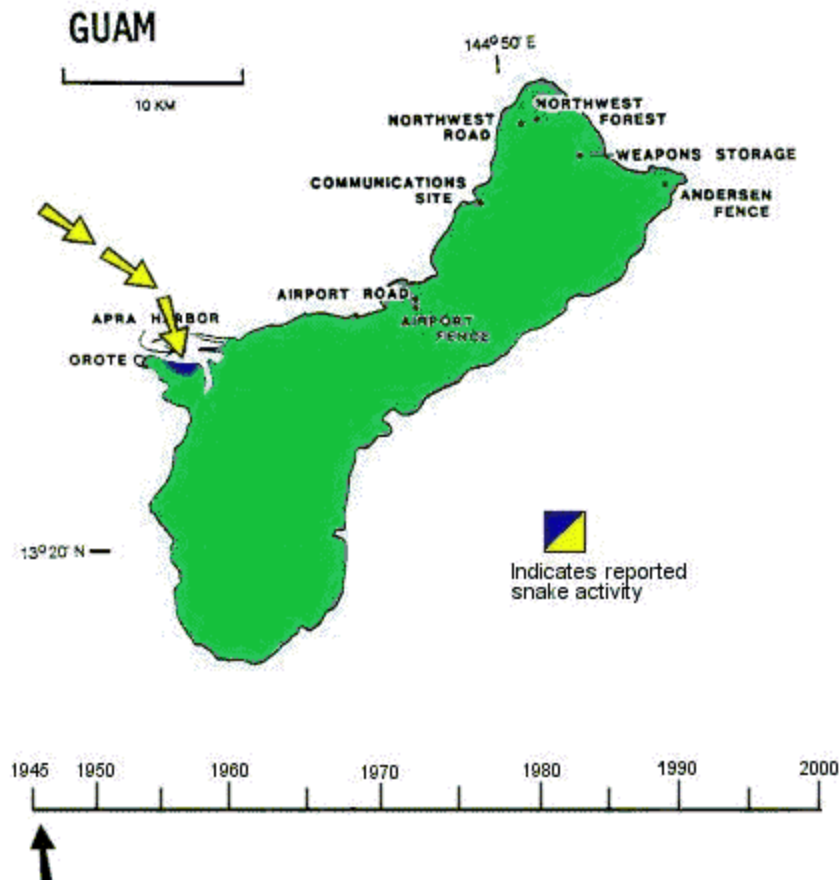 GUAM
144° 50' E
10 KM
NORTHWEST
FOREST
NORTHWEST
ROAD
WEAPONS STORAGE
COMMUNICATIONS
SITE
ANDERSEN
FENCE
AIRPORT ROAD
AIRPORT
FENCE
APRA H RBOR
OROTE
13° 20' N
Indicates reported
snake activity
1945 1950 1960 1970 1980 1990 2000